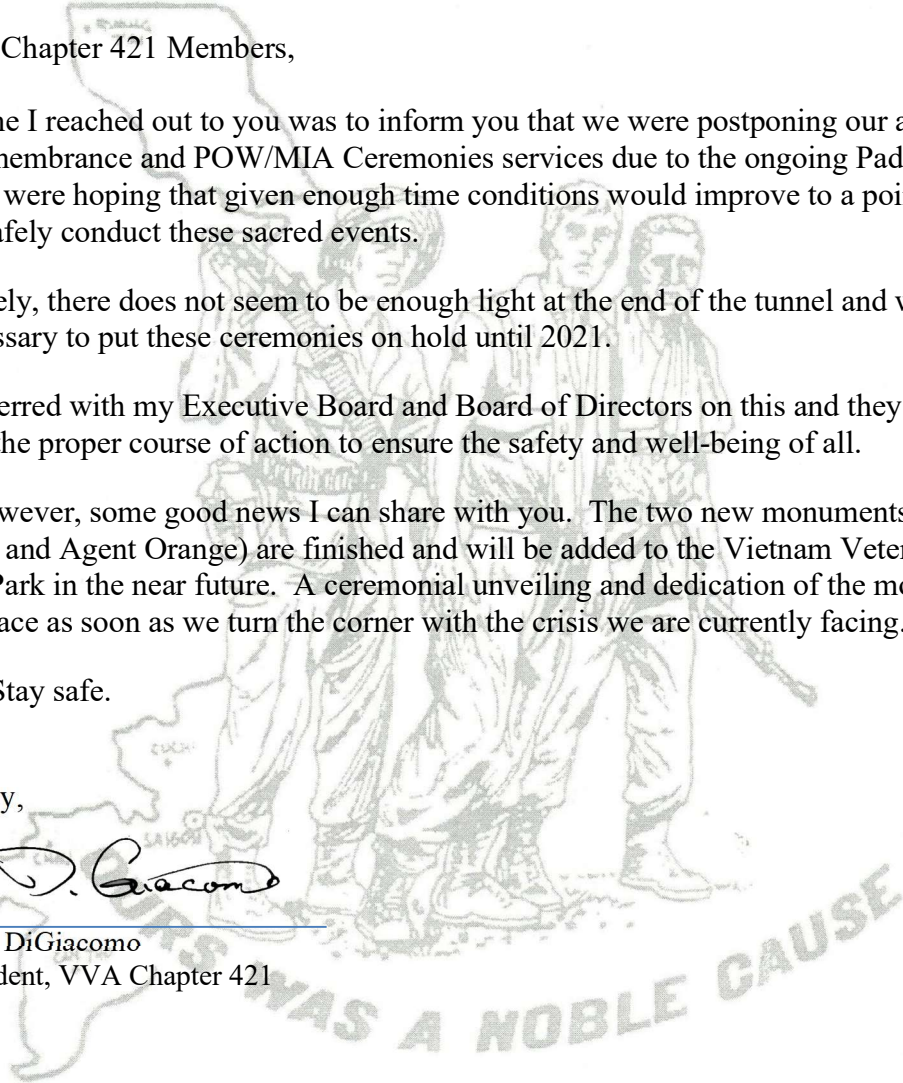 Chapter 421 Members,
ne I reached out to you was to inform you that we were postponing our a
membrance and POW/MIA Ceremonies services due to the ongoing Pad
were hoping that given enough time conditions would improve to a poi
afely conduct these sacred events.
ely, there does not seem to be enough light at the end of the tunnel and w
ssary to put these ceremonies on hold until 2021.
erred with my Executive Board and Board of Directors on this and they
the proper course of action to ensure the safety and well-being of all.
wever, some good news I can share with you. The two new monuments
and Agent Orange) are finished and will be added to the Vietnam Veter
Park in the near future. A ceremonial unveiling and dedication of the mo
ace as soon as we turn the corner with the crisis we are currently facing.
Stay safe.
y,
CUCHI
SAIGON
D. Giacomo
DiGiacomo
dent, VVA Chapter 421
OURS WAS A NOBLE CAUSE